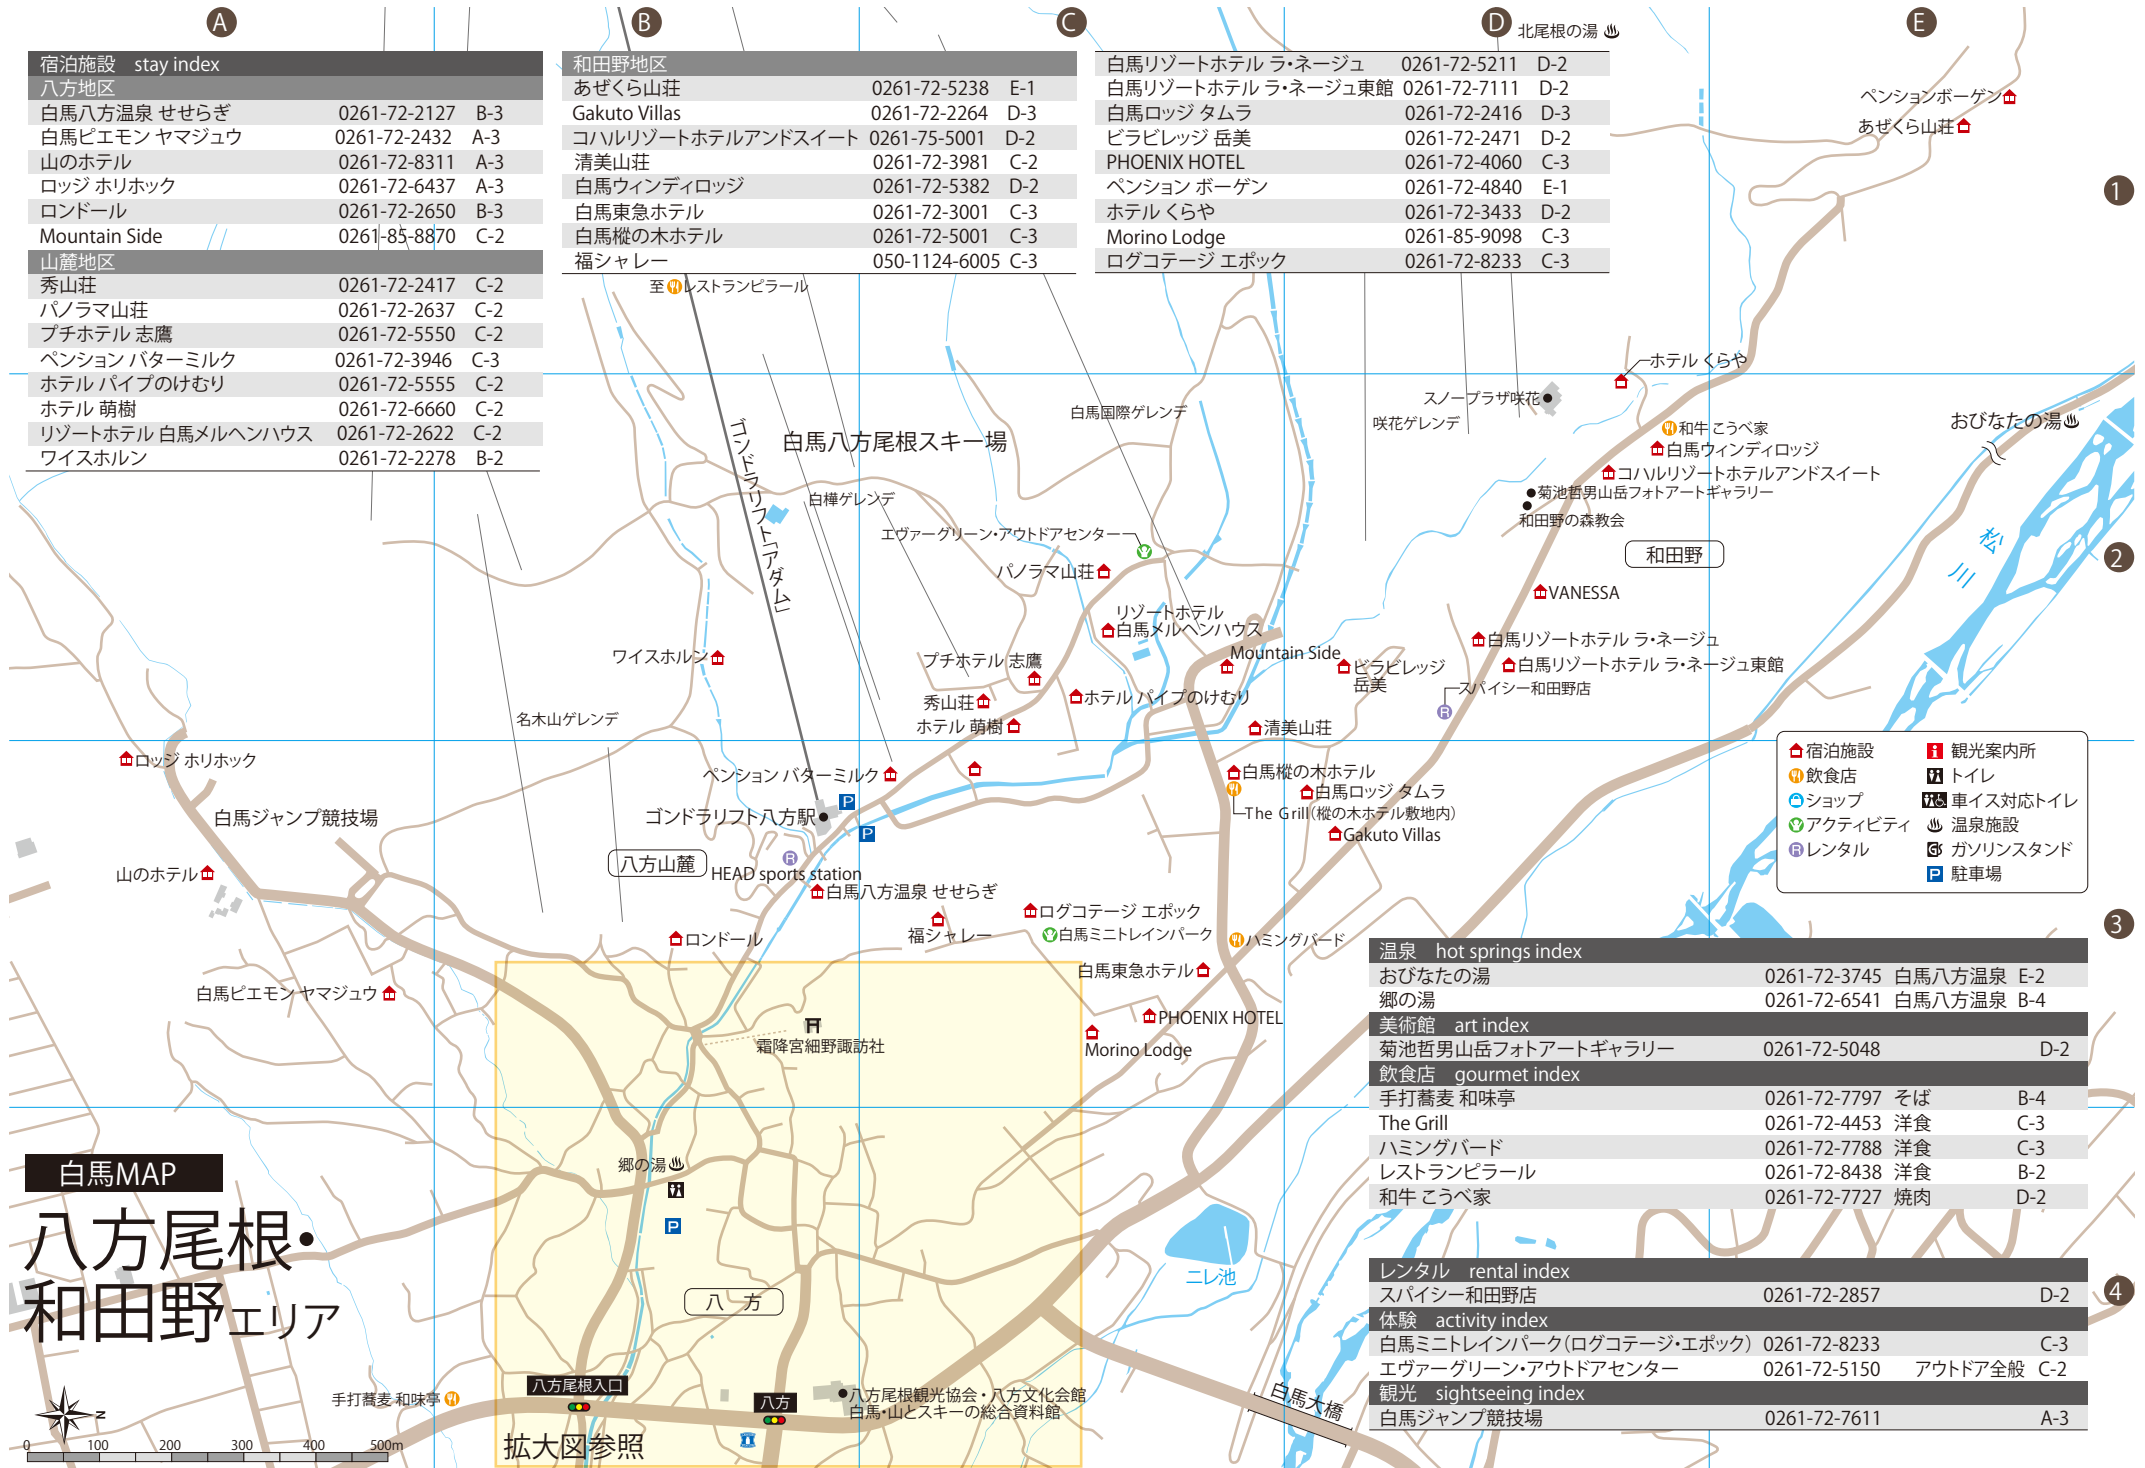 A
B
C
D
E
北尾根の湯
宿泊施設 stay index
八方地区
白馬八方温泉 せせらぎ 0261-72-2127 B-3
白馬ピエモン ヤマジュウ 0261-72-2432 A-3
山のホテル 0261-72-8311 A-3
ロッジ ホリホック 0261-72-6437 A-3
ロンドール 0261-72-2650 B-3
Mountain Side 0261-85-8870 C-2
山麓地区
秀山荘 0261-72-2417 C-2
パノラマ山荘 0261-72-2637 C-2
プチホテル 志鷹 0261-72-5550 C-2
ペンション バターミルク 0261-72-3946 C-3
ホテル パイプのけむり 0261-72-5555 C-2
ホテル 萌樹 0261-72-6660 C-2
リゾートホテル 白馬メルヘンハウス 0261-72-2622 C-2
ワイスホルン 0261-72-2278 B-2
和田野地区
あぜくら山荘 0261-72-5238 E-1
Gakuto Villas 0261-72-2264 D-3
コハルリゾートホテルアンドスイート 0261-75-5001 D-2
清美山荘 0261-72-3981 C-2
白馬ウィンディロッジ 0261-72-5382 D-2
白馬東急ホテル 0261-72-3001 C-3
白馬樅の木ホテル 0261-72-5001 C-3
福シャレー 050-1124-6005 C-3
白馬リゾートホテル ラ・ネージュ 0261-72-5211 D-2
白馬リゾートホテル ラ・ネージュ東館 0261-72-7111 D-2
白馬ロッジ タムラ 0261-72-2416 D-3
ビラビレッジ 岳美 0261-72-2471 D-2
PHOENIX HOTEL 0261-72-4060 C-3
ペンション ボーゲン 0261-72-4840 E-1
ホテル くらや 0261-72-3433 D-2
Morino Lodge 0261-85-9098 C-3
ログコテージ エポック 0261-72-8233 C-3
ペンションボーゲン
あぜくら山荘
1
至 レストランピラール
ホテル くらや
スノープラザ咲花
白馬国際ゲレンデ
咲花ゲレンデ
おびなたの湯
和牛 こうべ家
白馬八方尾根スキー場
白馬ウィンディロッジ
コハルリゾートホテルアンドスイート
ゴンドラリフト「アダム」
白樺ゲレンデ
菊池哲男山岳フォトアートギャラリー
和田野の森教会
エヴァーグリーン・アウトドアセンター
和田野
松川
2
パノラマ山荘
VANESSA
リゾートホテル
白馬メルヘンハウス
白馬リゾートホテル ラ・ネージュ
ワイスホルン
プチホテル 志鷹
Mountain Side
ビラビレッジ
岳美
白馬リゾートホテル ラ・ネージュ東館
スパイシー和田野店
R
秀山荘
ホテル パイプのけむり
名木山ゲレンデ
ホテル 萌樹
清美山荘
ロッジ ホリホック
ペンション バターミルク
白馬樅の木ホテル
白馬ロッジ タムラ
P
ゴンドラリフト八方駅
The Grill(樅の木ホテル敷地内)
白馬ジャンプ競技場
P
Gakuto Villas
宿泊施設
飲食店
ショップ
アクティビティ
R レンタル
i 観光案内所
トイレ
車イス対応トイレ
温泉施設
GS ガソリンスタンド
P 駐車場
八方山麓
R
HEAD sports station
山のホテル
白馬八方温泉 せせらぎ
ログコテージ エポック
福シャレー
白馬ミニトレインパーク
ハミングバード
ロンドール
3
白馬東急ホテル
白馬ピエモン ヤマジュウ
PHOENIX HOTEL
Morino Lodge
霜降宮細野諏訪社
温泉 hot springs index
おびなたの湯 0261-72-3745 白馬八方温泉 E-2
郷の湯 0261-72-6541 白馬八方温泉 B-4
美術館 art index
菊池哲男山岳フォトアートギャラリー 0261-72-5048 D-2
飲食店 gourmet index
手打蕎麦 和味亭 0261-72-7797 そば B-4
The Grill 0261-72-4453 洋食 C-3
ハミングバード 0261-72-7788 洋食 C-3
レストランピラール 0261-72-8438 洋食 B-2
和牛 こうべ家 0261-72-7727 焼肉 D-2
レンタル rental index
スパイシー和田野店 0261-72-2857 D-2
体験 activity index
白馬ミニトレインパーク(ログコテージ・エポック) 0261-72-8233 C-3
エヴァーグリーン・アウトドアセンター 0261-72-5150 アウトドア全般 C-2
観光 sightseeing index
白馬ジャンプ競技場 0261-72-7611 A-3
4
郷の湯
P
ニレ池
八 方
白馬MAP
八方尾根・
和田野エリア
八方尾根入口
手打蕎麦 和味亭
八方
八方尾根観光協会・八方文化会館
白馬・山とスキーの総合資料館
白馬大橋
拡大図参照
N
0 100 200 300 400 500m